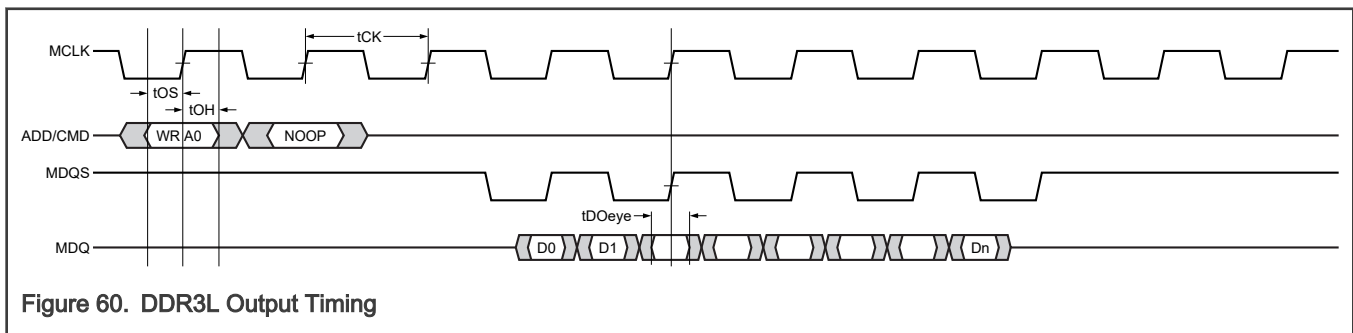 tCK
MCLK
tOS
tOH
ADD/CMD
WR A0
NOOP
MDQS
tDOeye
MDQ
D0
D1
Dn
Figure 60. DDR3L Output Timing